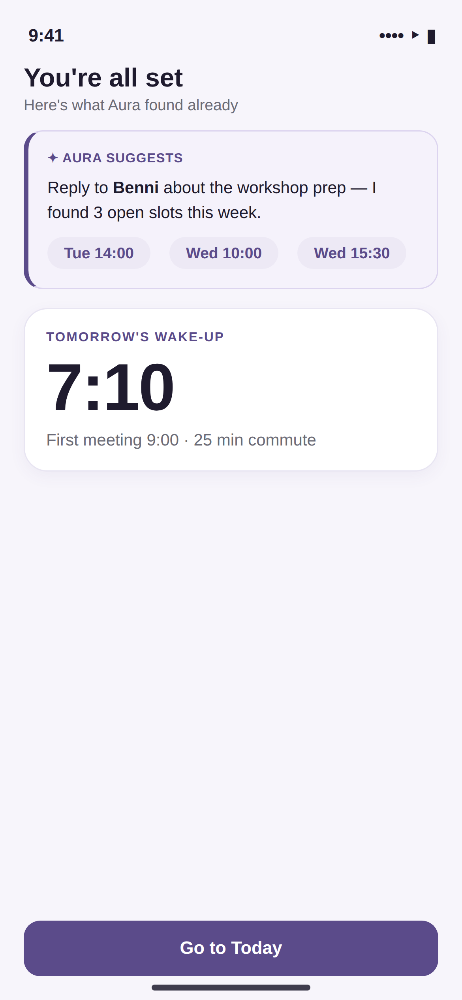 9:41
You're all set
Here's what Aura found already
✦ AURA SUGGESTS
Reply to Benni about the workshop prep — I
found 3 open slots this week.
Tue 14:00 Wed 10:00 Wed 15:30
TOMORROW'S WAKE-UP
7:10
First meeting 9:00 · 25 min commute
Go to Today